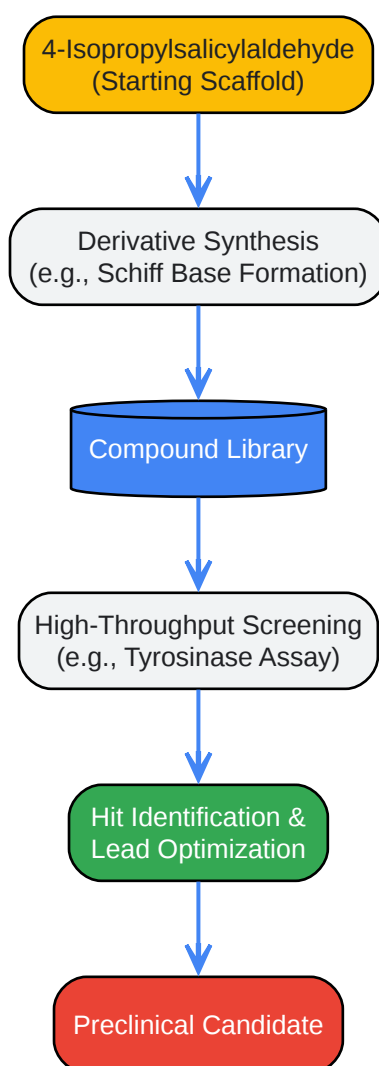 4-Isopropylsalicylaldehyde
(Starting Scaffold)
Derivative Synthesis
(e.g., Schiff Base Formation)
Compound Library
High-Throughput Screening
(e.g., Tyrosinase Assay)
Hit Identification &
Lead Optimization
Preclinical Candidate